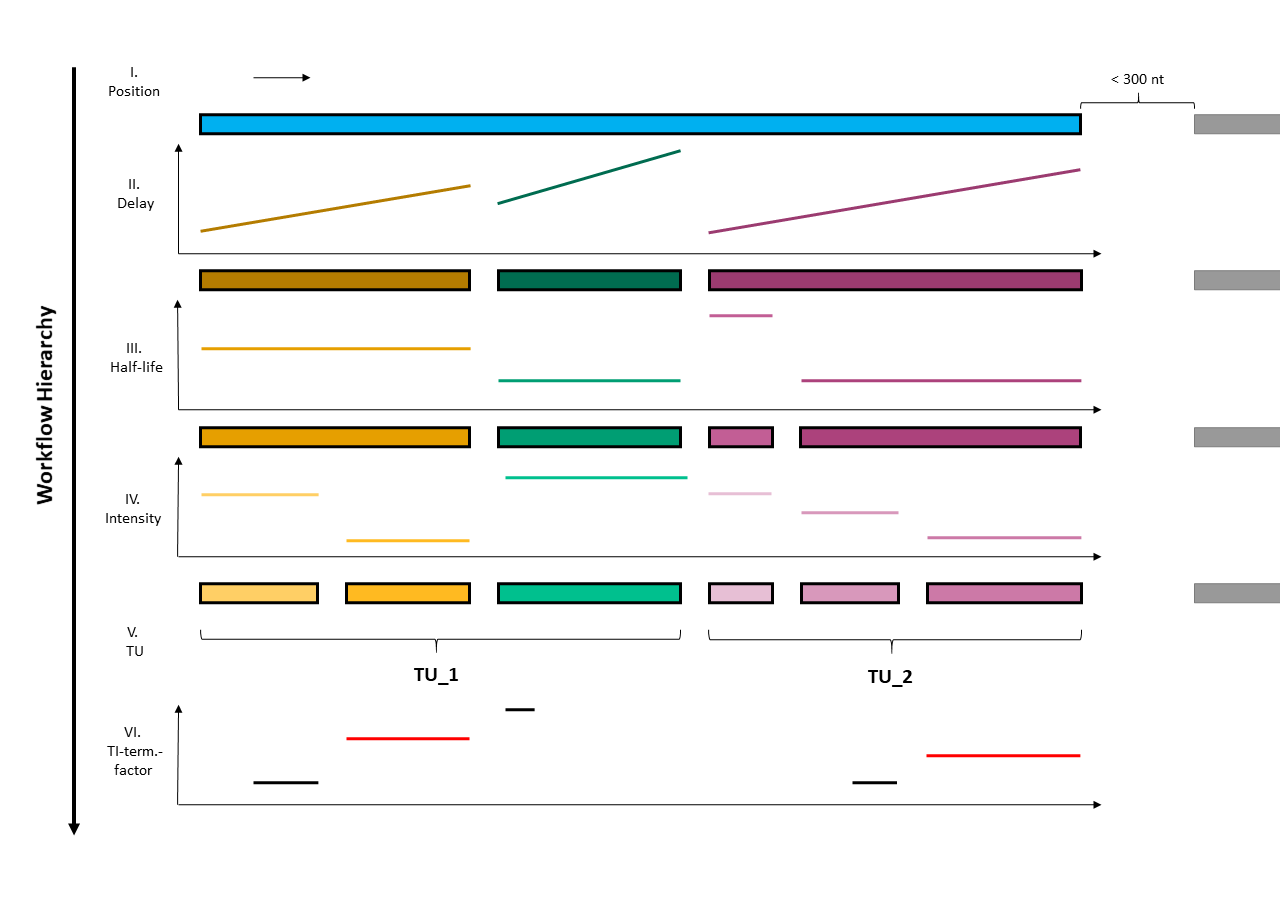 I.
Position
< 300 nt
II.
Delay
Workflow Hierarchy
III.
Half-life
IV.
Intensity
V.
TU
TU_1
TU_2
VI.
TI-term.-
factor